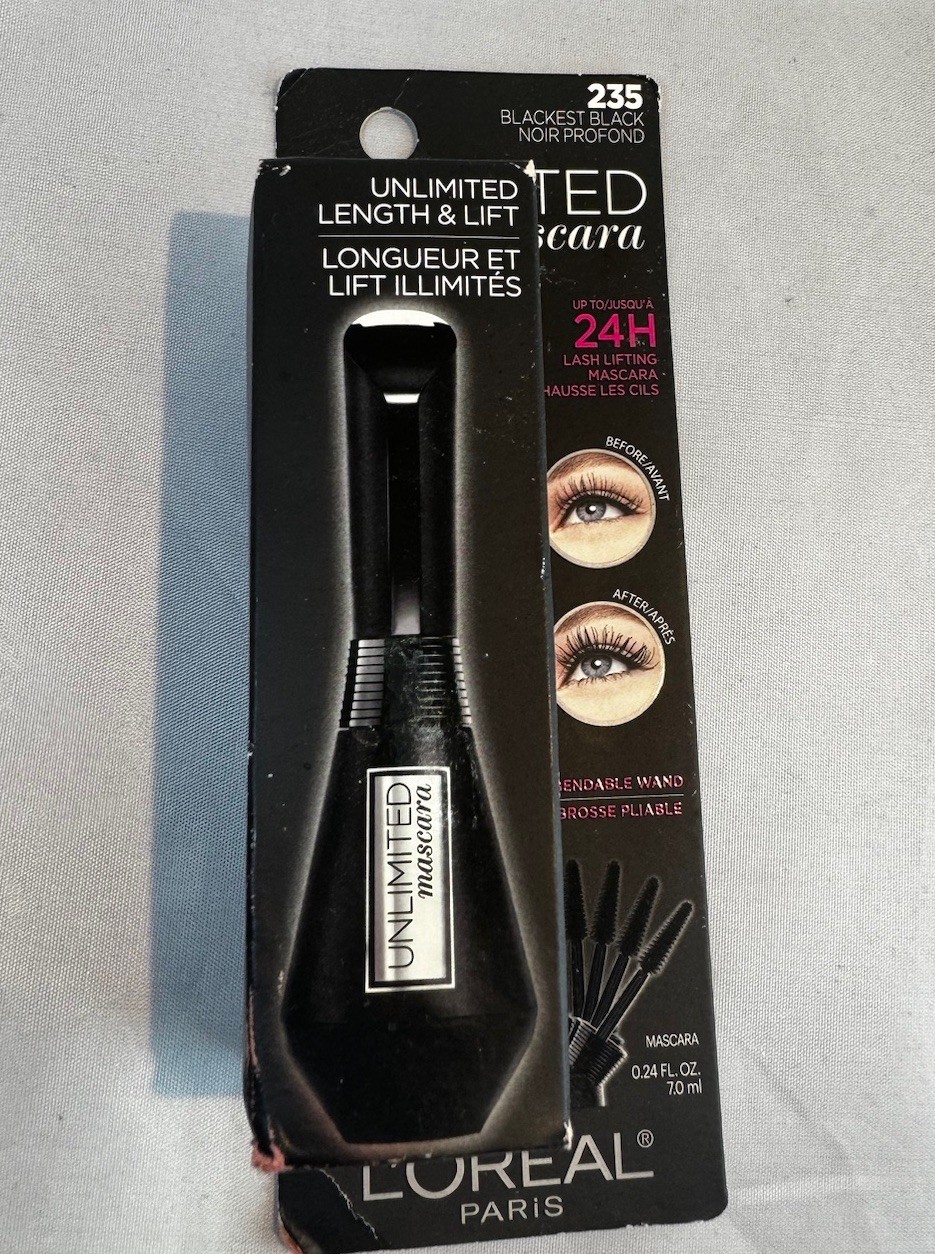 235
BLACKEST BLACK
NOIR PROFOND
UNLIMITED
LENGTH & LIFT
LONGUEUR ET
LIFT ILLIMITÉS
TED
scara
UP TO/JUSQU'À
24H
LASH LIFTING
MASCARA
HAUSSE LES CILS
BEFORE/AVANT
AFTER/APRÈS
UNLIMITED
mascara
BENDABLE WAND
BROSSE PLIABLE
MASCARA
0.24 FL. OZ.
7.0 ml
L'ORÉAL®
PARiS